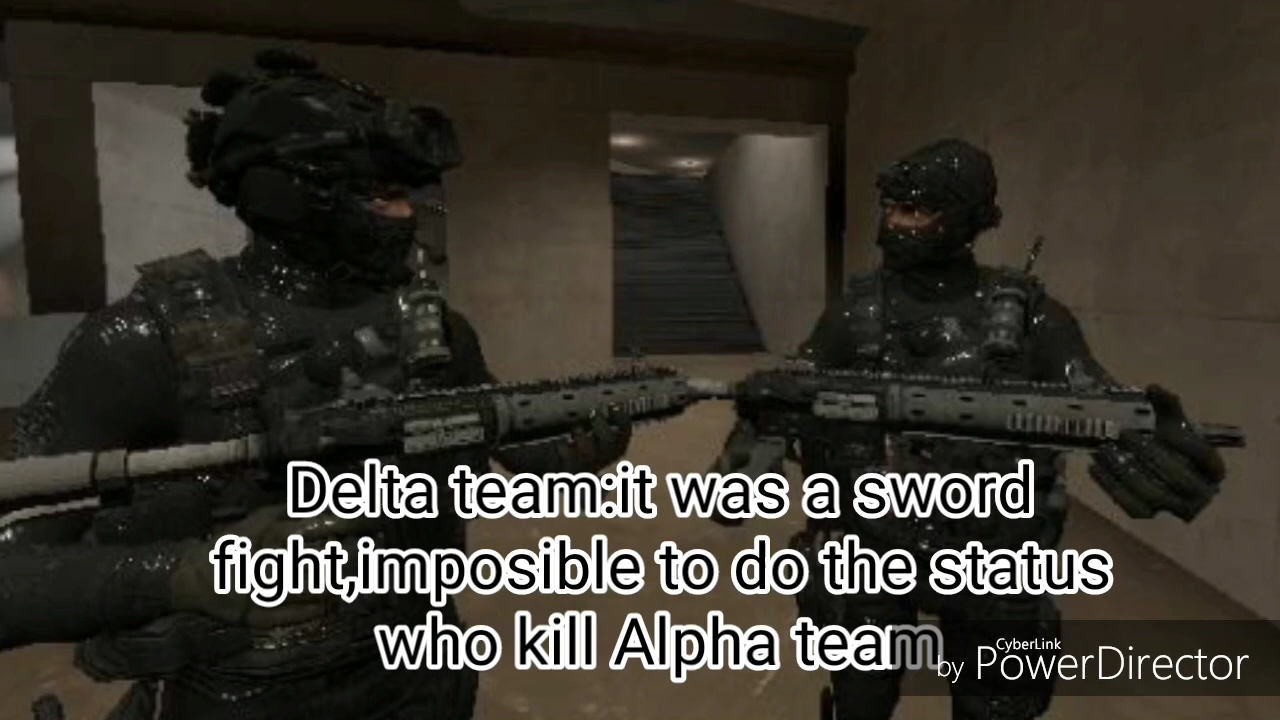 Delta team:it was a sword
fight,imposible to do the status
who kill Alpha team
CyberLink
by PowerDirector